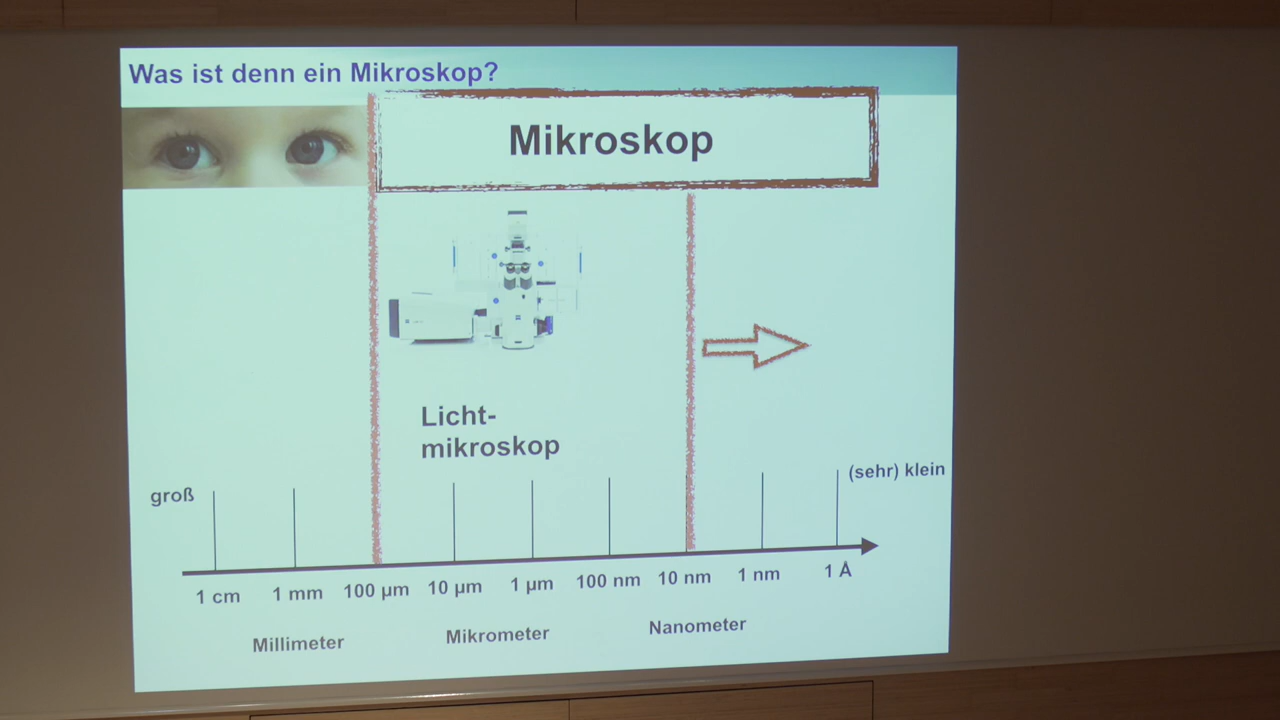 Was ist denn ein Mikroskop?
Mikroskop
Licht-
mikroskop
groß
(sehr) klein
1 cm 1 mm 100 µm 10 µm 1 µm 100 nm 10 nm 1 nm 1 Å
Millimeter Mikrometer Nanometer